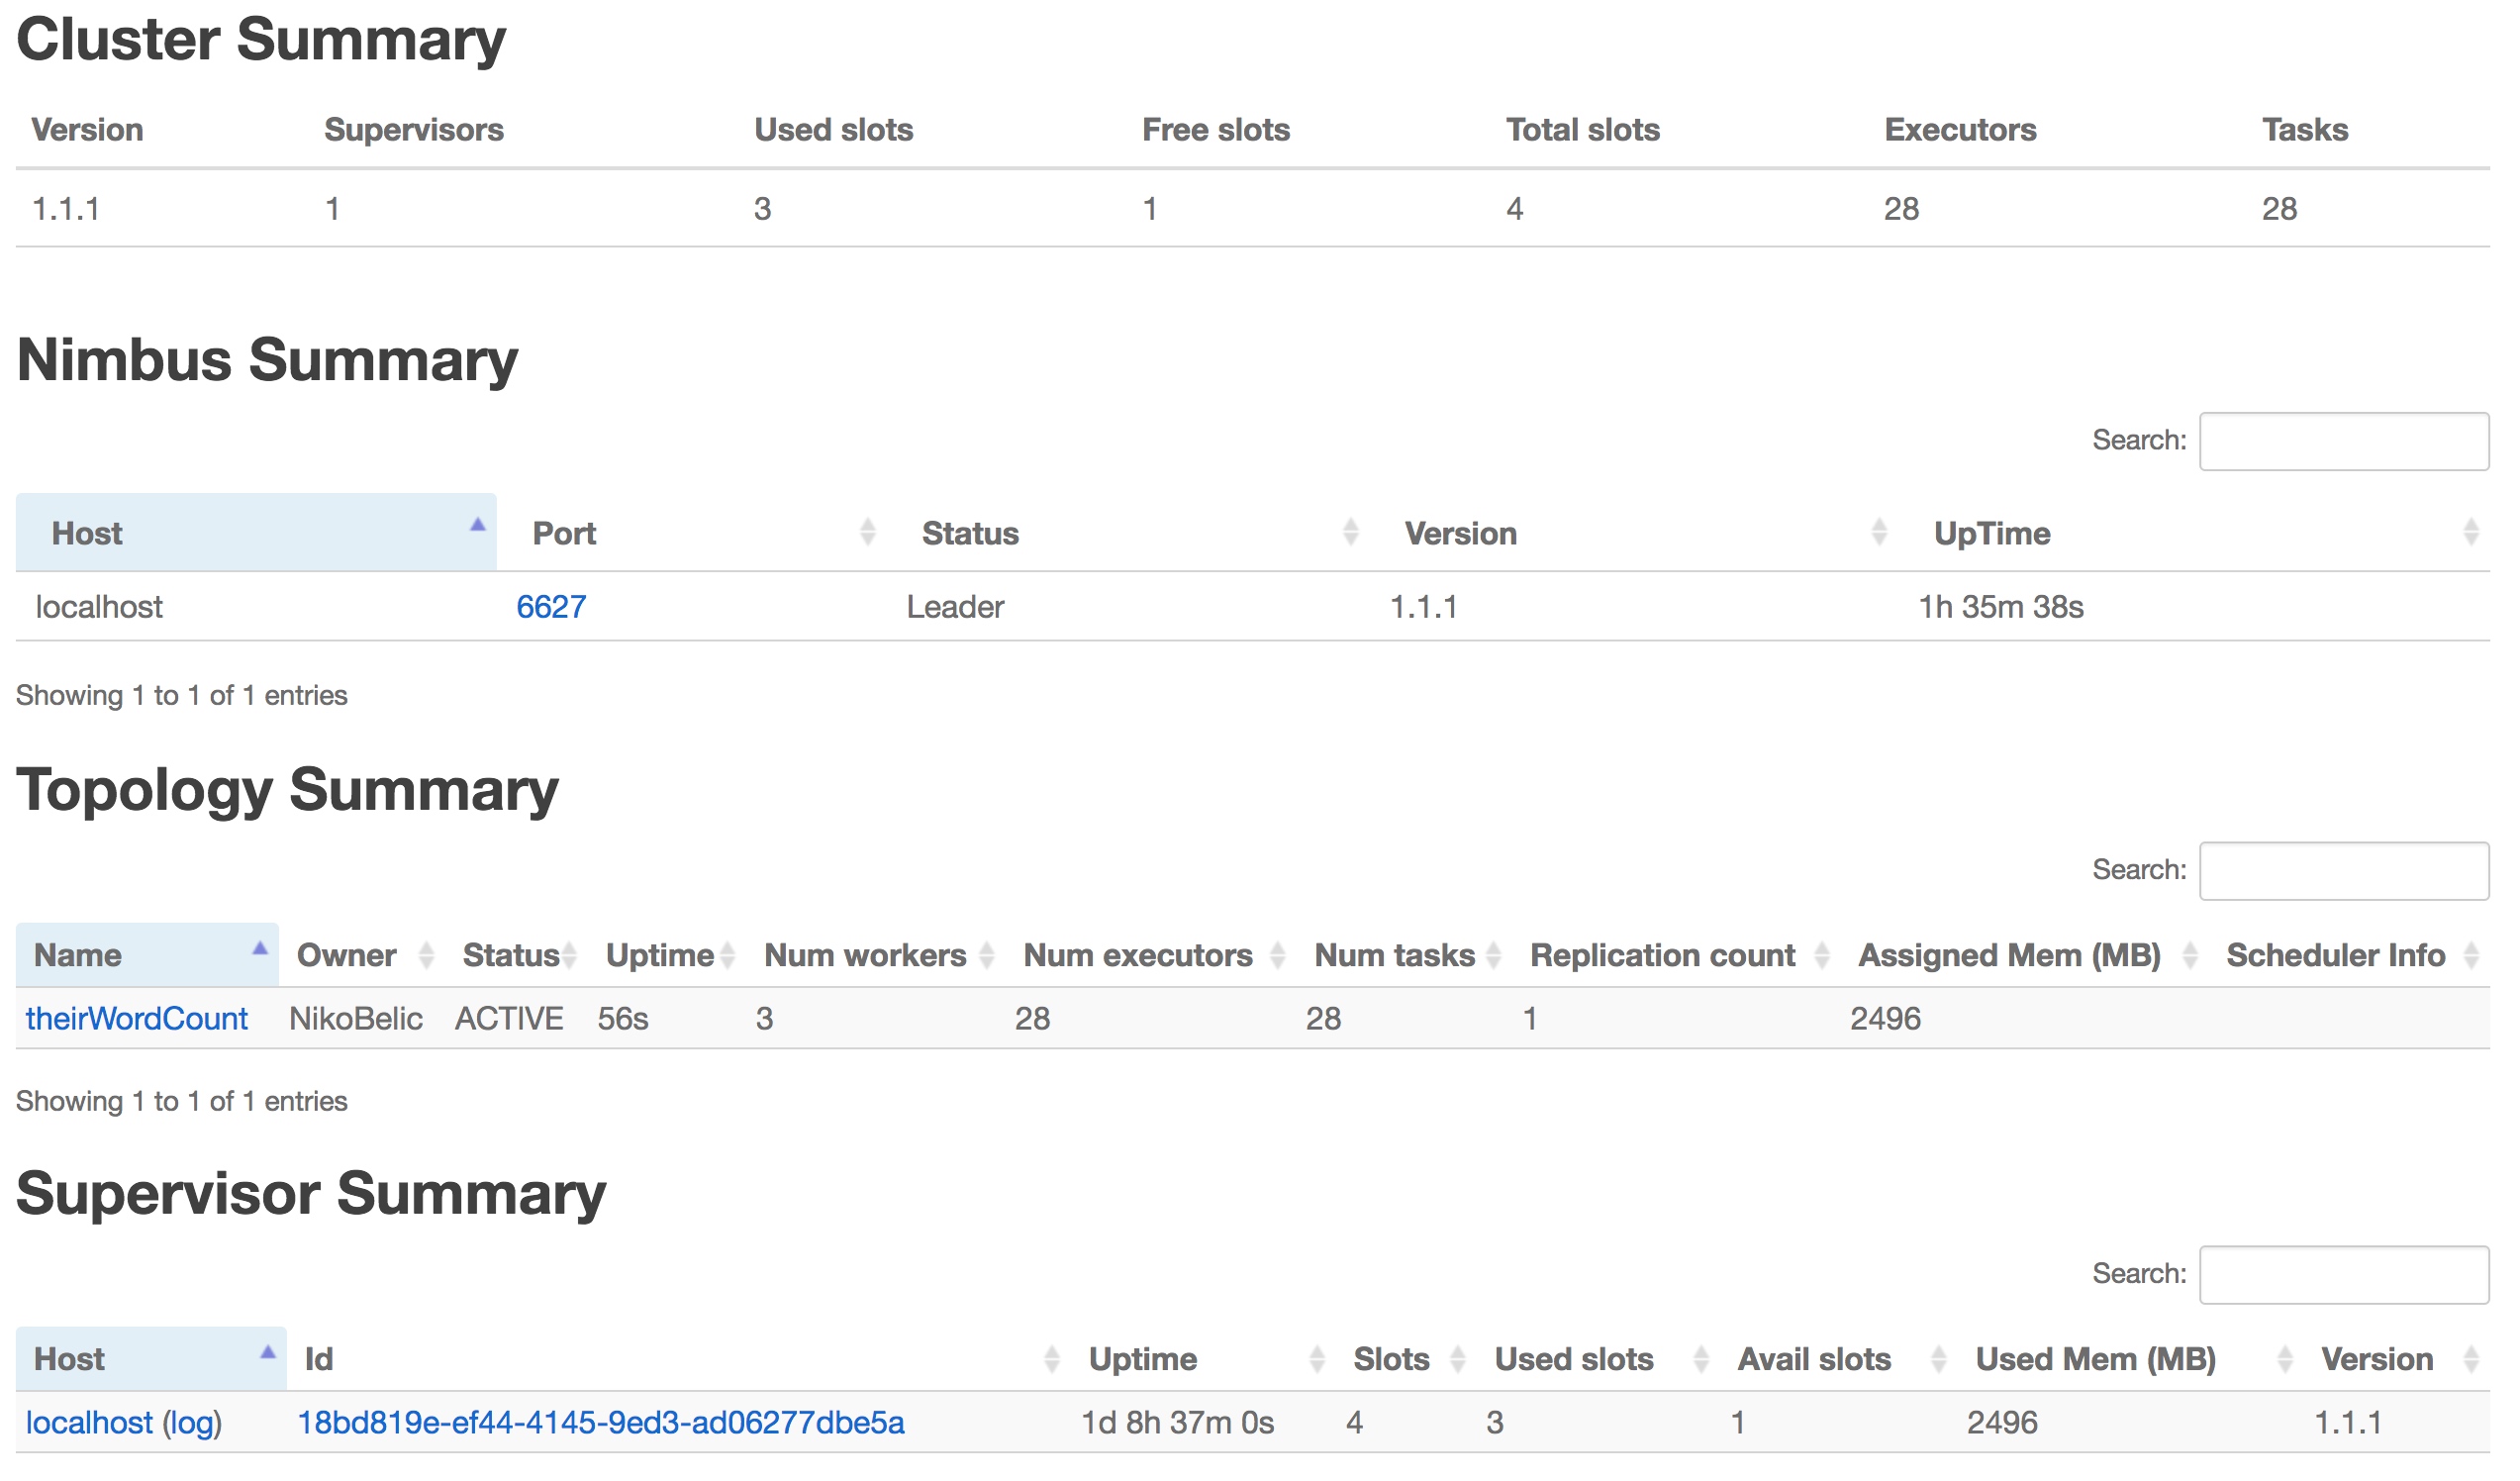 Cluster Summary
Version Supervisors Used slots Free slots Total slots Executors Tasks
1.1.1 1 3 1 4 28 28
Nimbus Summary
Search:
Host Port Status Version UpTime
localhost 6627 Leader 1.1.1 1h 35m 38s
Showing 1 to 1 of 1 entries
Topology Summary
Search:
Name Owner Status Uptime Num workers Num executors Num tasks Replication count Assigned Mem (MB) Scheduler Info
theirWordCount NikoBelic ACTIVE 56s 3 28 28 1 2496
Showing 1 to 1 of 1 entries
Supervisor Summary
Search:
Host Id Uptime Slots Used slots Avail slots Used Mem (MB) Version
localhost (log) 18bd819e-ef44-4145-9ed3-ad06277dbe5a 1d 8h 37m 0s 4 3 1 2496 1.1.1